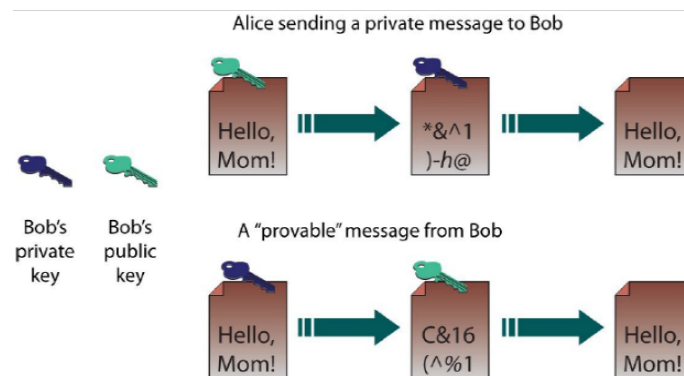 Alice sending a private message to Bob
Hello,
Mom!
*&^1
)-h@
Hello,
Mom!
Bob's
private
key
Bob's
public
key
A “provable” message from Bob
Hello,
Mom!
C&16
(^%1
Hello,
Mom!